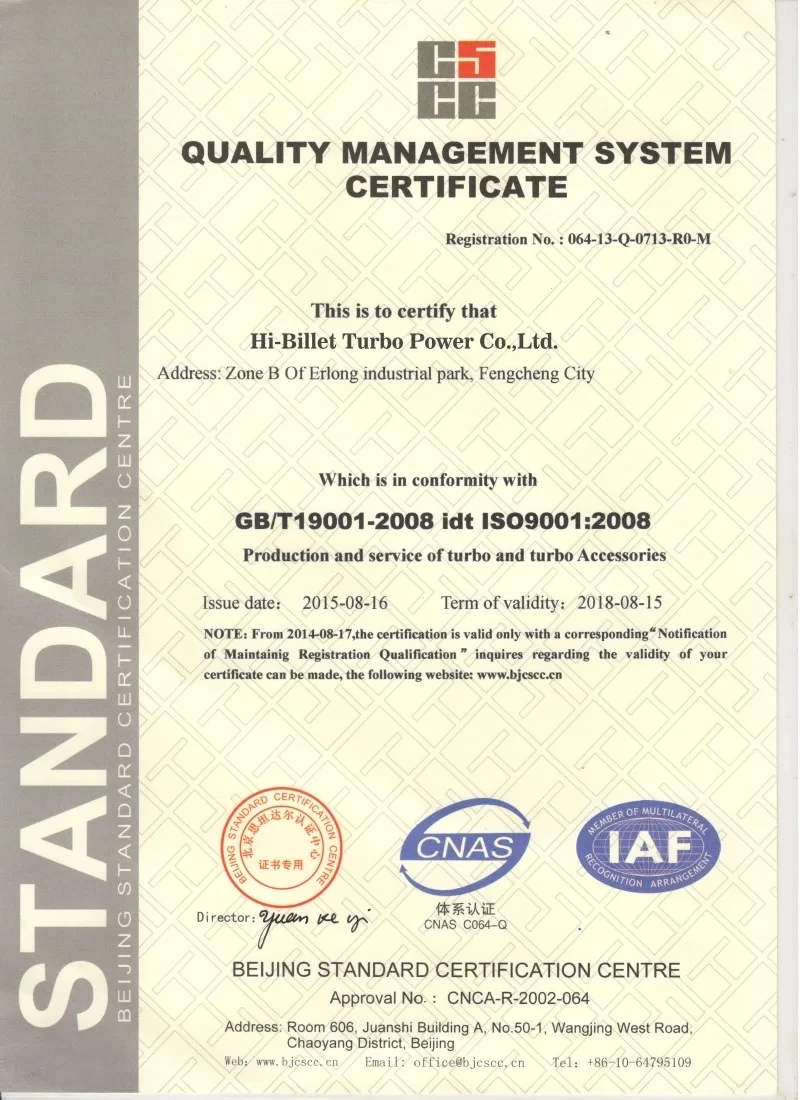 CSCC
QUALITY MANAGEMENT SYSTEM
CERTIFICATE
Registration No. : 064-13-Q-0713-R0-M
This is to certify that
Hi-Billet Turbo Power Co.,Ltd.
Address: Zone B Of Erlong industrial park, Fengcheng City
Which is in conformity with
GB/T19001-2008 idt ISO9001:2008
Production and service of turbo and turbo Accessories
Issue date： 2015-08-16 Term of validity：2018-08-15
NOTE: From 2014-08-17,the certification is valid only with a corresponding“Notification
of Maintainig Registration Qualification” inquires regarding the validity of your
certificate can be made, the following website: www.bjcscc.cn
STANDARD
BEIJING STANDARD CERTIFICATION CENTRE
BEIJING STANDARD CERTIFICATION CENTRE
北京恩格达尔认证中心
证书专用
CNAS
体系认证
CNAS C064-Q
MEMBER OF MULTILATERAL
IAF
RECOGNITION ARRANGEMENT
Director:
BEIJING STANDARD CERTIFICATION CENTRE
Approval No. : CNCA-R-2002-064
Address: Room 606, Juanshi Building A, No.50-1, Wangjing West Road,
Chaoyang District, Beijing
Web: www.bjcscc.cn Email: office@bjcscc.cn Tel: +86-10-64795109